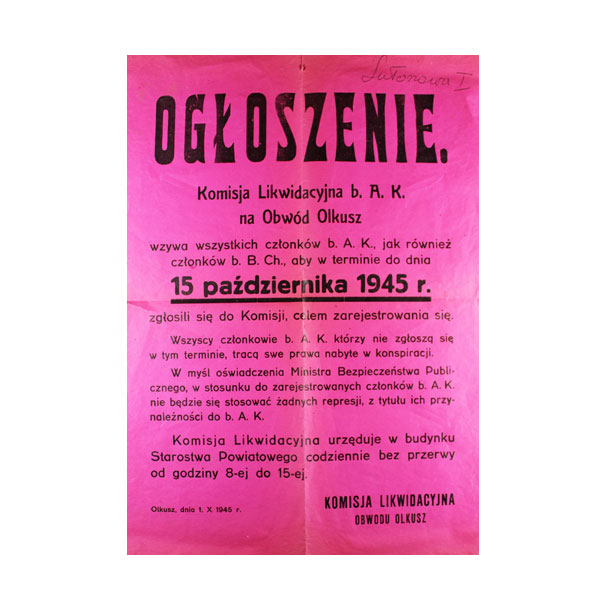 OGŁOSZENIE.
Komisja Likwidacyjna b. A. K.
na Obwód Olkusz
wzywa wszystkich członków b. A. K., jak również
członków b. B. Ch., aby w terminie do dnia
15 października 1945 r.
zgłosili się do Komisji, celem zarejestrowania się.
Wszyscy członkowie b. A. K. którzy nie zgłoszą się
w tym terminie, tracą swe prawa nabyte w konspiracji.
W myśl oświadczenia Ministra Bezpieczeństwa Publi-
cznego, w stosunku do zarejestrowanych członków b. A. K.
nie będzie się stosować żadnych represji, z tytułu ich przy-
należności do b. A. K.
Komisja Likwidacyjna urzęduje w budynku
Starostwa Powiatowego codziennie bez przerwy
od godziny 8-ej do 15-ej.
KOMISJA LIKWIDACYJNA
OBWODU OLKUSZ
Olkusz, dnia 1. X 1945 r.